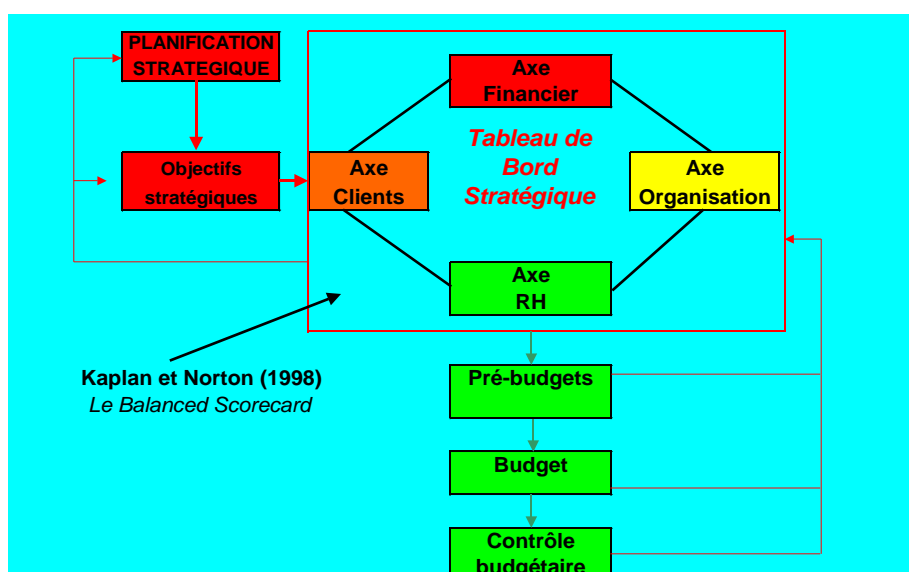 PLANIFICATION
STRATEGIQUE
Axe
Financier
Tableau de
Bord
Stratégique
Objectifs
stratégiques
Axe
Clients
Axe
Organisation
Axe
RH
Kaplan et Norton (1998)
Le Balanced Scorecard
Pré-budgets
Budget
Contrôle
budgétaire